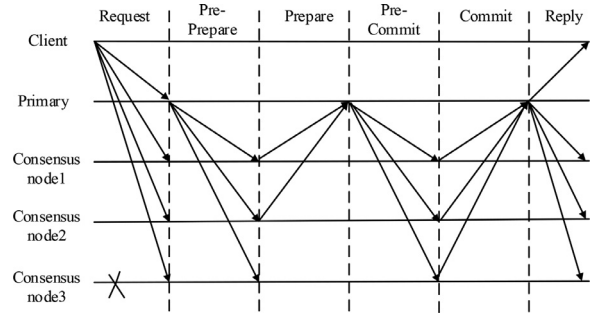 Request
Pre-
Prepare
Prepare
Pre-
Commit
Commit
Reply
Client
Primary
Consensus
node1
Consensus
node2
Consensus
node3